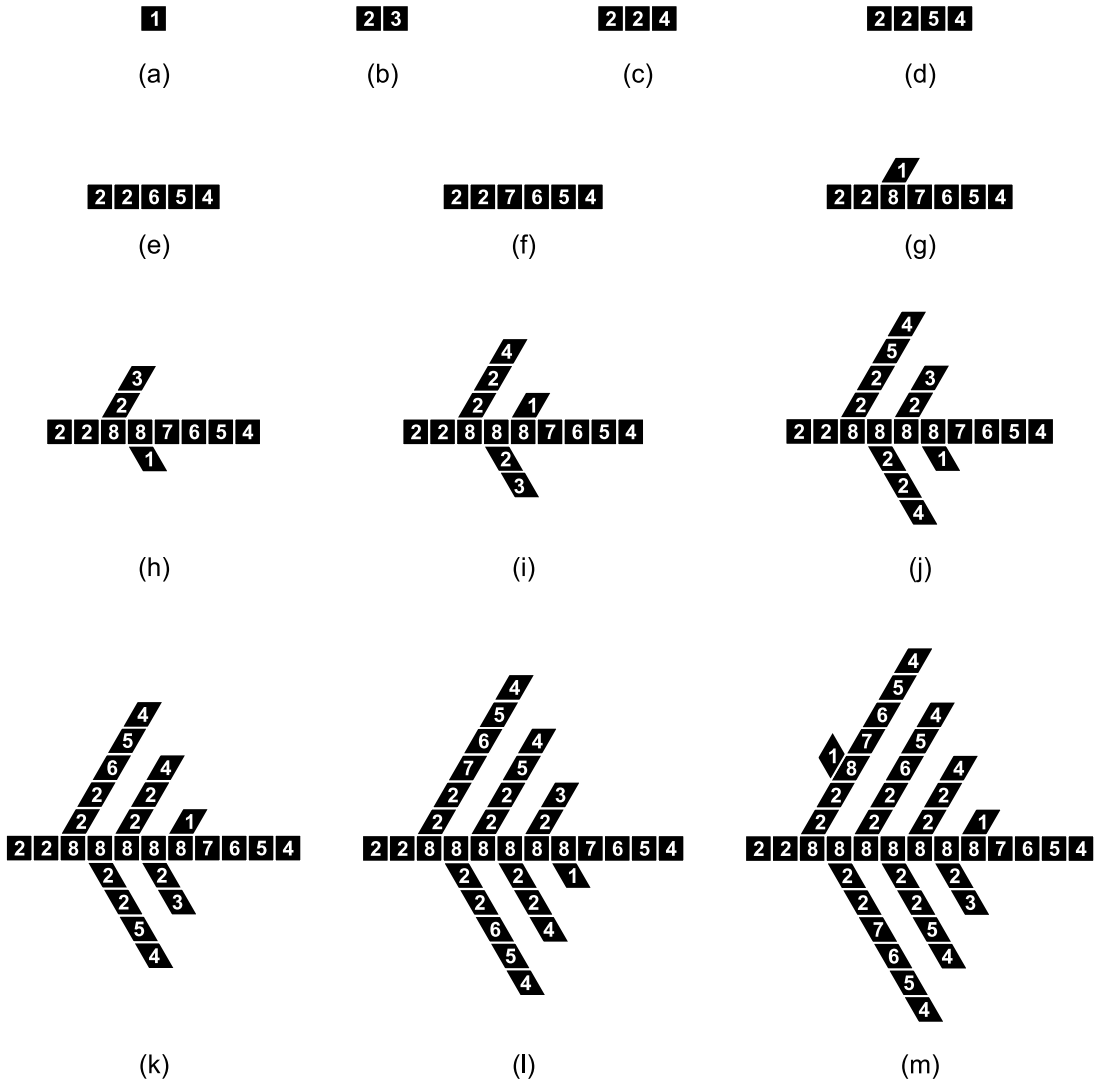 1
(a)
2 3
(b)
2 2 4
(c)
2 2 5 4
(d)
2 2 6 5 4
(e)
2 2 7 6 5 4
(f)
1
2 2 8 7 6 5 4
(g)
3
2
2 2 8 8 7 6 5 4
1
(h)
4
2
2 1
2 2 8 8 8 7 6 5 4
2
3
(i)
4
5
2 3
2 2
2 2 8 8 8 8 7 6 5 4
2 1
2
4
(j)
4
5
6 4
2 2
2 2 1
2 2 8 8 8 8 8 7 6 5 4
2 2
2 3
5
4
(k)
4
5
6 4
7 5
2 2 3
2 2 2
2 2 8 8 8 8 8 8 7 6 5 4
2 2 1
2 2
6 4
5
4
(l)
4
5
6 4
7 5
1 8 6 4
2 2 2
2 2 2 1
2 2 8 8 8 8 8 8 8 7 6 5 4
2 2 2
2 2 3
7 5
6 4
5
4
(m)